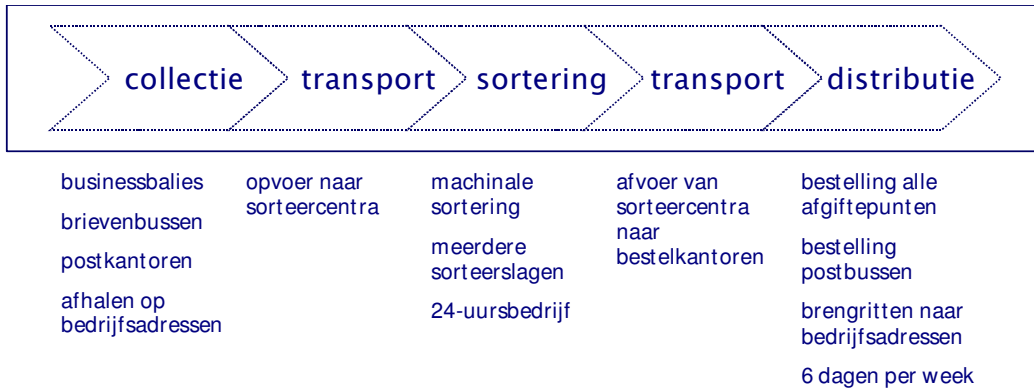 collectie
transport
sortering
transport
distributie
businessbalies
brievenbussen
postkantoren
afhalen op
bedrijfsadressen
opvoer naar
sorteercentra
machinale
sortering
meerdere
sorteerslagen
24-uursbedrijf
afvoer van
sorteercentra
naar
bestelkantoren
bestelling alle
afgiftepunten
bestelling
postbussen
brengritten naar
bedrijfsadressen
6 dagen per week